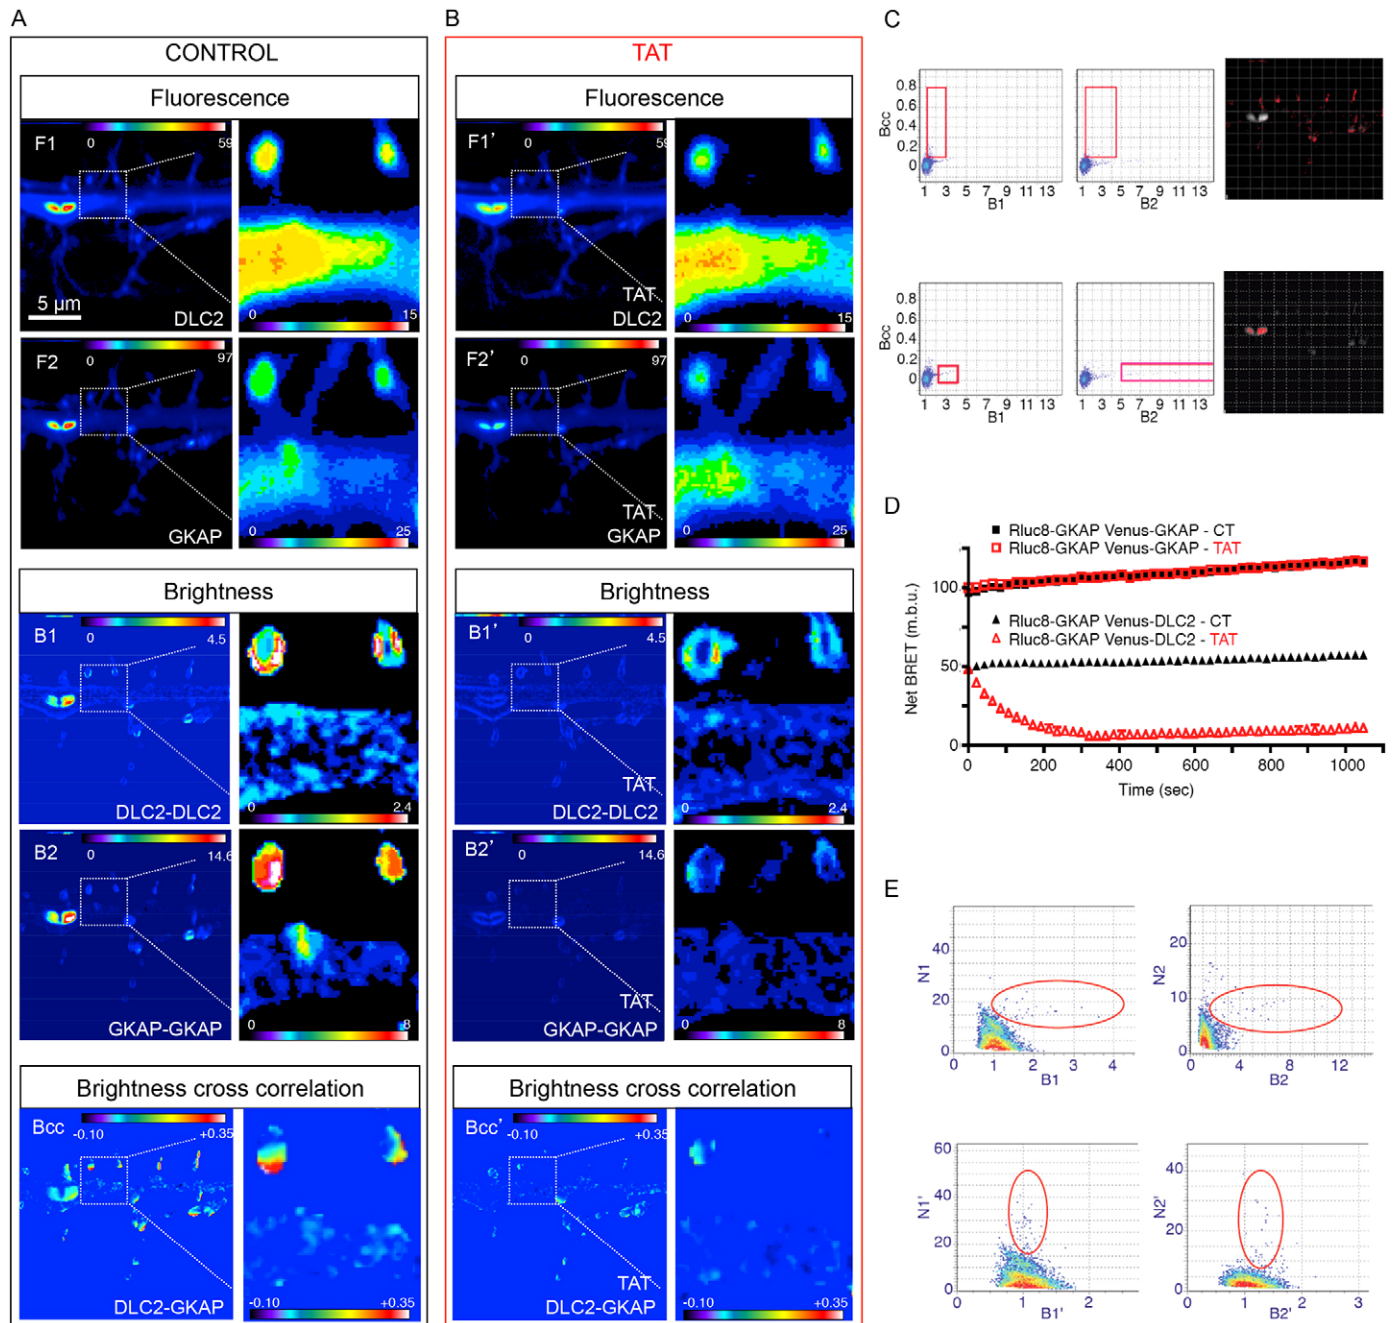 A
CONTROL
Fluorescence
F1
0
59
5 µm
DLC2
0
15
F2
0
97
GKAP
0
25
Brightness
B1
0
4.5
DLC2-DLC2
0
2.4
B2
0
14.6
GKAP-GKAP
0
8
Brightness cross correlation
Bcc
-0.10
+0.35
DLC2-GKAP
-0.10
+0.35
B
TAT
Fluorescence
F1’
0
59
TAT
DLC2
0
15
F2’
0
97
TAT
GKAP
0
25
Brightness
B1’
0
4.5
TAT
DLC2-DLC2
0
2.4
B2’
0
14.6
TAT
GKAP-GKAP
0
8
Brightness cross correlation
Bcc’
-0.10
+0.35
TAT
DLC2-GKAP
-0.10
+0.35
C
Bcc
0.8
0.6
0.4
0.2
0
1 3 5 7 9 11 13
B1
1 3 5 7 9 11 13
B2
Bcc
0.8
0.6
0.4
0.2
0
1 3 5 7 9 11 13
B1
1 3 5 7 9 11 13
B2
D
Rluc8-GKAP Venus-GKAP - CT
Rluc8-GKAP Venus-GKAP - TAT
Rluc8-GKAP Venus-DLC2 - CT
Rluc8-GKAP Venus-DLC2 - TAT
Net BRET (m.b.u.)
100
50
0
0 200 400 600 800 1000
Time (sec)
E
N1
40
20
0
0 1 2 3 4
B1
N2
20
10
0
0 4 8 12
B2
N1'
60
40
20
0
0 1 2
B1'
N2'
60
40
20
0
0 1 2 3
B2'